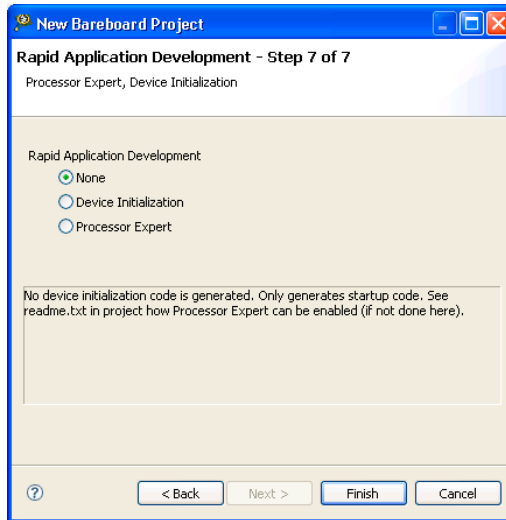 New Bareboard Project
Rapid Application Development - Step 7 of 7
Processor Expert, Device Initialization
Rapid Application Development
None
Device Initialization
Processor Expert
No device initialization code is generated. Only generates startup code. See
readme.txt in project how Processor Expert can be enabled (if not done here).
? < Back Next > Finish Cancel